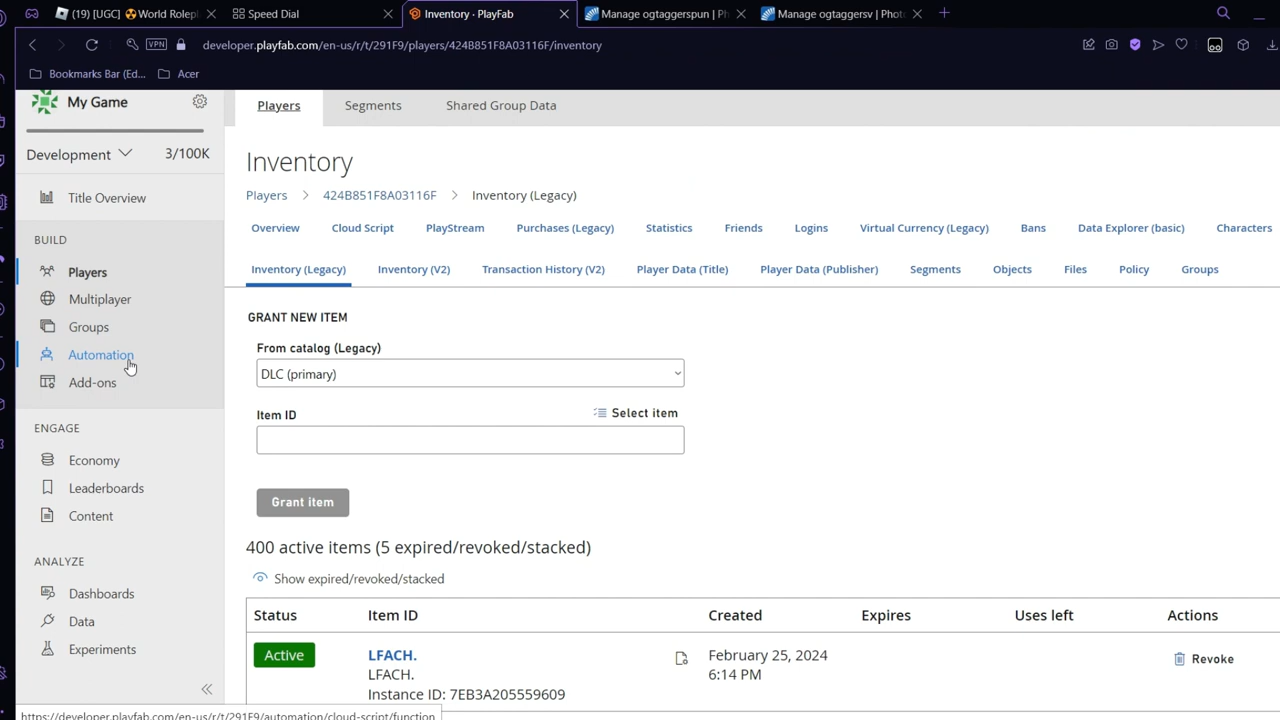 (19) [UGC] ☢World Rolepl
Speed Dial
Inventory · PlayFab
Manage ogtaggerspun | Ph
Manage ogtaggersv | Photo
VPN
developer.playfab.com/en-us/r/t/291F9/players/424B851F8A03116F/inventory
Bookmarks Bar (Ed...
Acer
My Game
Players
Segments
Shared Group Data
Development
3/100K
Inventory
Players > 424B851F8A03116F > Inventory (Legacy)
Title Overview
Overview
Cloud Script
PlayStream
Purchases (Legacy)
Statistics
Friends
Logins
Virtual Currency (Legacy)
Bans
Data Explorer (basic)
Characters
Inventory (Legacy)
Inventory (V2)
Transaction History (V2)
Player Data (Title)
Player Data (Publisher)
Segments
Objects
Files
Policy
Groups
BUILD
Players
Multiplayer
Groups
Automation
Add-ons
ENGAGE
Economy
Leaderboards
Content
ANALYZE
Dashboards
Data
Experiments
GRANT NEW ITEM
From catalog (Legacy)
DLC (primary)
Item ID
Select item
Grant item
400 active items (5 expired/revoked/stacked)
Show expired/revoked/stacked
Status
Item ID
Created
Expires
Uses left
Actions
Active
LFACH.
LFACH.
Instance ID: 7EB3A205559609
February 25, 2024
6:14 PM
Revoke
https://developer.playfab.com/en-us/r/t/291F9/automation/cloud-script/function